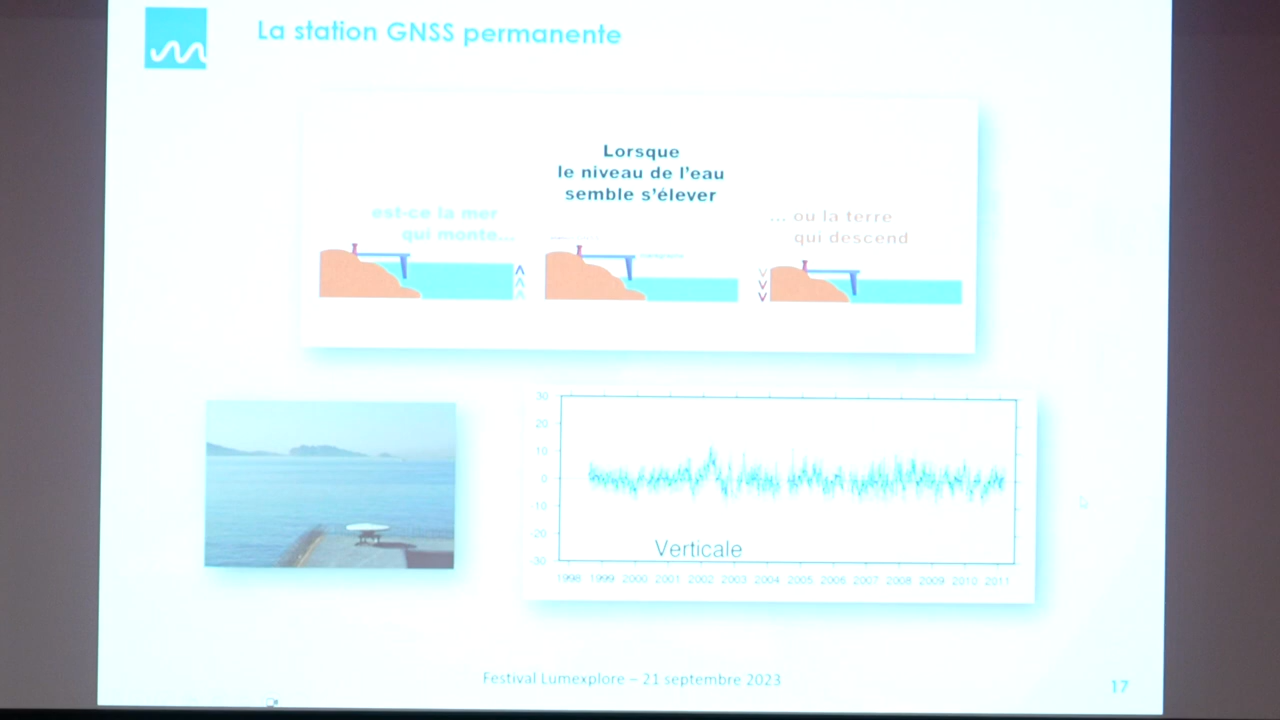 La station GNSS permanente
Lorsque
le niveau de l'eau
semble s'élever
est-ce la mer
qui monte...
... ou la terre
qui descend
30
20
10
0
-10
-20
-30
Verticale
1998 1999 2000 2001 2002 2003 2004 2005 2006 2007 2008 2009 2010 2011
Festival Lumexplore – 21 septembre 2023
17